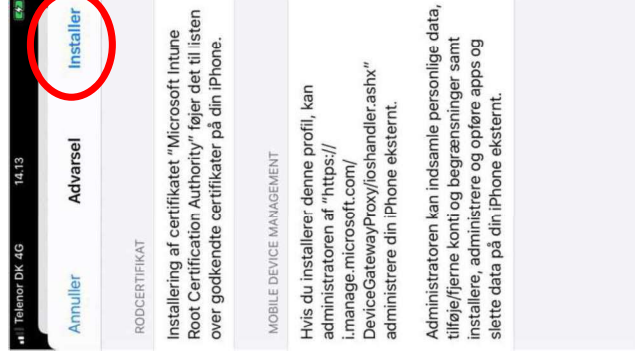 Telenor DK 4G 14.13
Annuller Advarsel Installer
RODCERTIFIKAT
Installering af certifikatet "Microsoft Intune
Root Certification Authority" føjer det til listen
over godkendte certifikater på din iPhone.
MOBILE DEVICE MANAGEMENT
Hvis du installerer denne profil, kan
administratoren af "https://
i.manage.microsoft.com/
DeviceGatewayProxy/ioshandler.ashx"
administrere din iPhone eksternt.
Administratoren kan indsamle personlige data,
tilføje/fjerne konti og begrænsninger samt
installere, administrere og opføre apps og
slette data på din iPhone eksternt.